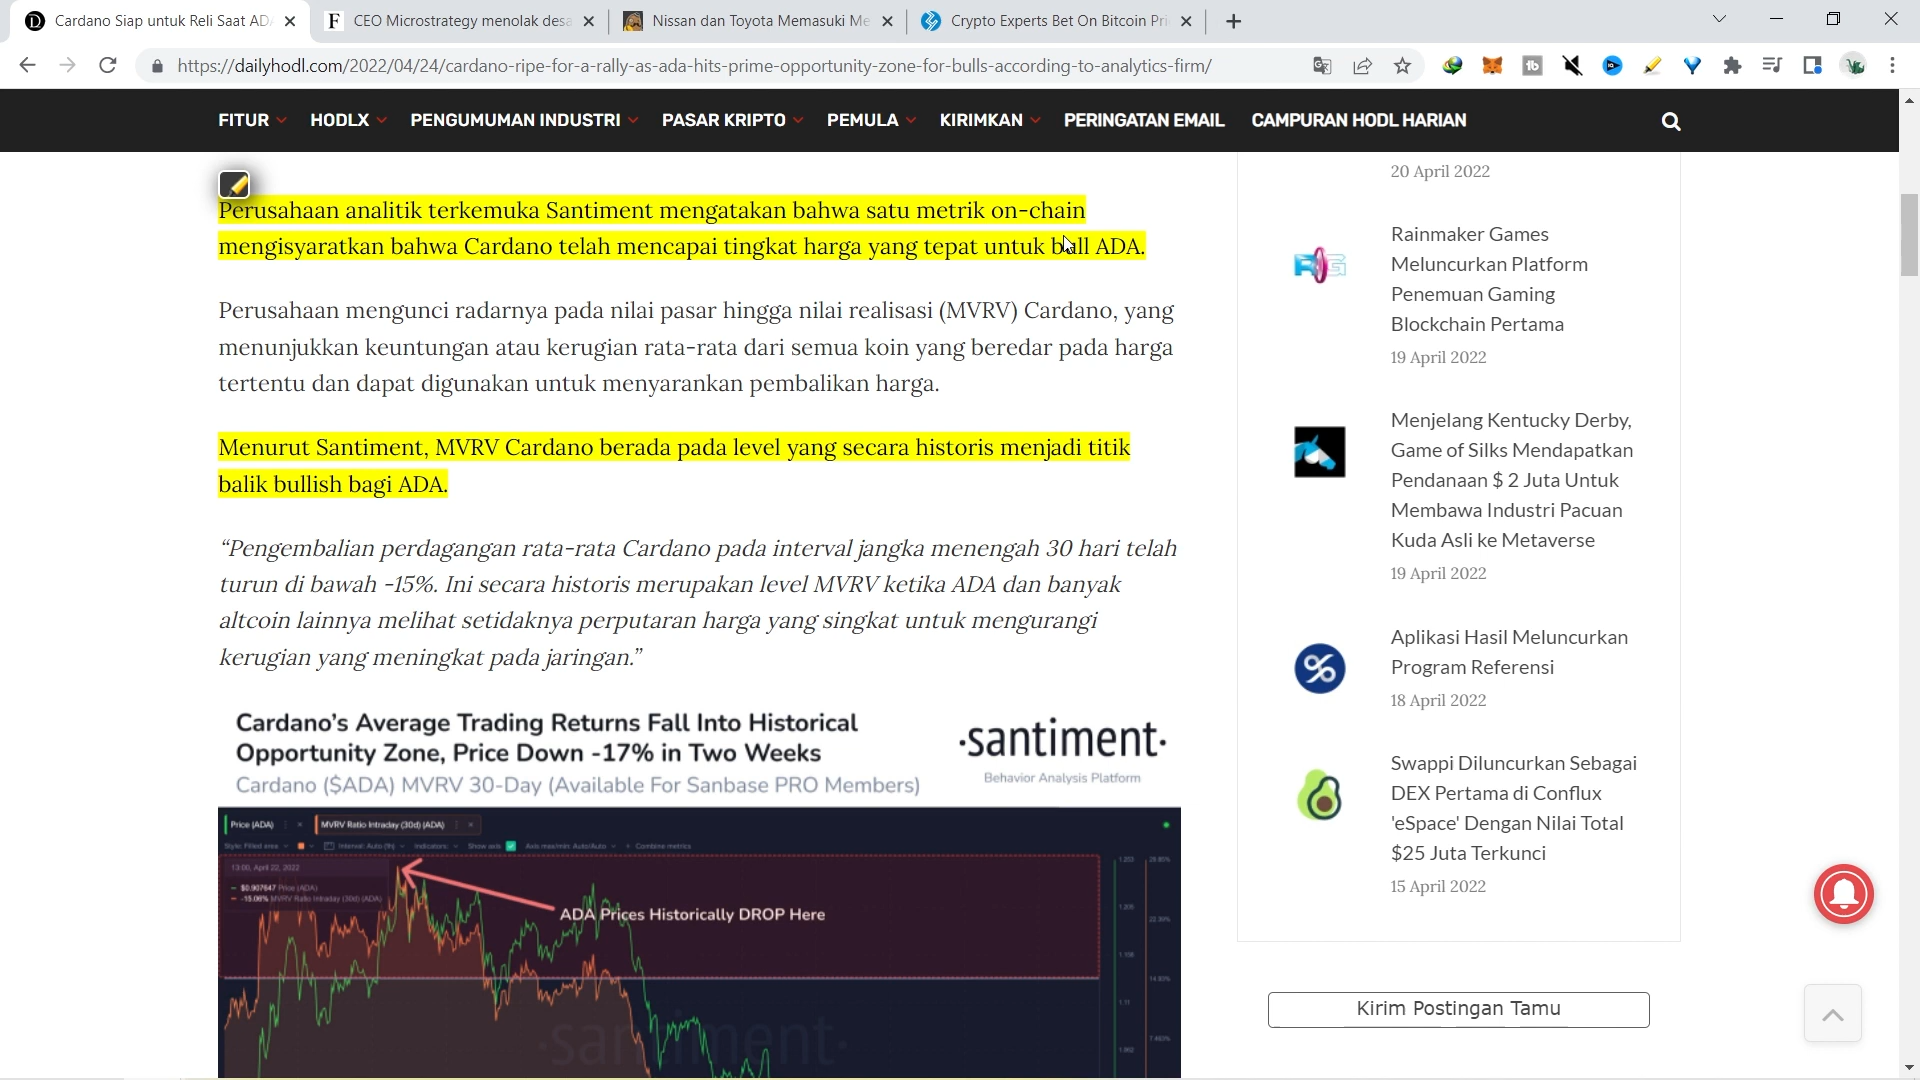 Cardano Siap untuk Reli Saat ADA
CEO Microstrategy menolak desa
Nissan dan Toyota Memasuki Me
Crypto Experts Bet On Bitcoin Pri
https://dailyhodl.com/2022/04/24/cardano-ripe-for-a-rally-as-ada-hits-prime-opportunity-zone-for-bulls-according-to-analytics-firm/
FITUR HODLX PENGUMUMAN INDUSTRI PASAR KRIPTO PEMULA KIRIMKAN PERINGATAN EMAIL CAMPURAN HODL HARIAN
Perusahaan analitik terkemuka Santiment mengatakan bahwa satu metrik on-chain
mengisyaratkan bahwa Cardano telah mencapai tingkat harga yang tepat untuk bull ADA.
Perusahaan mengunci radarnya pada nilai pasar hingga nilai realisasi (MVRV) Cardano, yang
menunjukkan keuntungan atau kerugian rata-rata dari semua koin yang beredar pada harga
tertentu dan dapat digunakan untuk menyarankan pembalikan harga.
Menurut Santiment, MVRV Cardano berada pada level yang secara historis menjadi titik
balik bullish bagi ADA.
“Pengembalian perdagangan rata-rata Cardano pada interval jangka menengah 30 hari telah
turun di bawah -15%. Ini secara historis merupakan level MVRV ketika ADA dan banyak
altcoin lainnya melihat setidaknya perputaran harga yang singkat untuk mengurangi
kerugian yang meningkat pada jaringan.”
Cardano's Average Trading Returns Fall Into Historical
Opportunity Zone, Price Down -17% in Two Weeks
Cardano ($ADA) MVRV 30-Day (Available For Sanbase PRO Members)
·santiment·
Behavior Analysis Platform
Price (ADA)
MVRV Ratio Intraday (30d) (ADA)
Style: Filled area
Interval: Auto (1h)
Indicators:
Show axis
Axis max/min: Auto/Auto
+ Combine metrics
13:00, April 22, 2022
$0.907647 Price (ADA)
-15.06% MVRV Ratio Intraday (30d) (ADA)
ADA Prices Historically DROP Here
santiment·
20 April 2022
Rainmaker Games
Meluncurkan Platform
Penemuan Gaming
Blockchain Pertama
19 April 2022
Menjelang Kentucky Derby,
Game of Silks Mendapatkan
Pendanaan $ 2 Juta Untuk
Membawa Industri Pacuan
Kuda Asli ke Metaverse
19 April 2022
Aplikasi Hasil Meluncurkan
Program Referensi
18 April 2022
Swappi Diluncurkan Sebagai
DEX Pertama di Conflux
'eSpace' Dengan Nilai Total
$25 Juta Terkunci
15 April 2022
Kirim Postingan Tamu